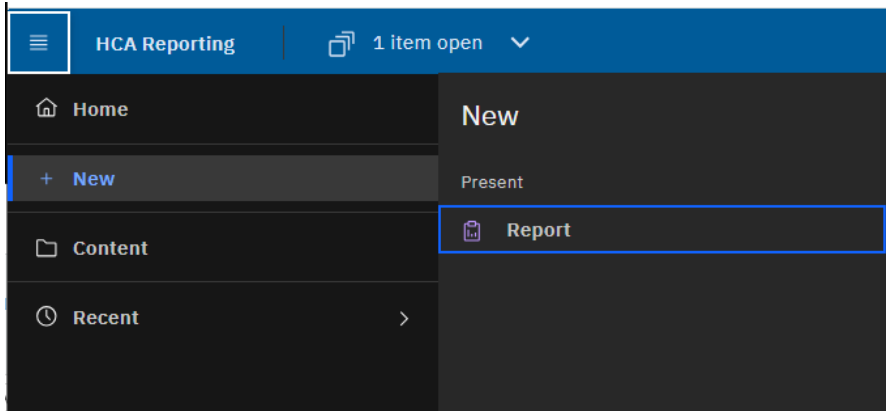 HCA Reporting
1 item open
Home
New
Content
Recent
New
Present
Report